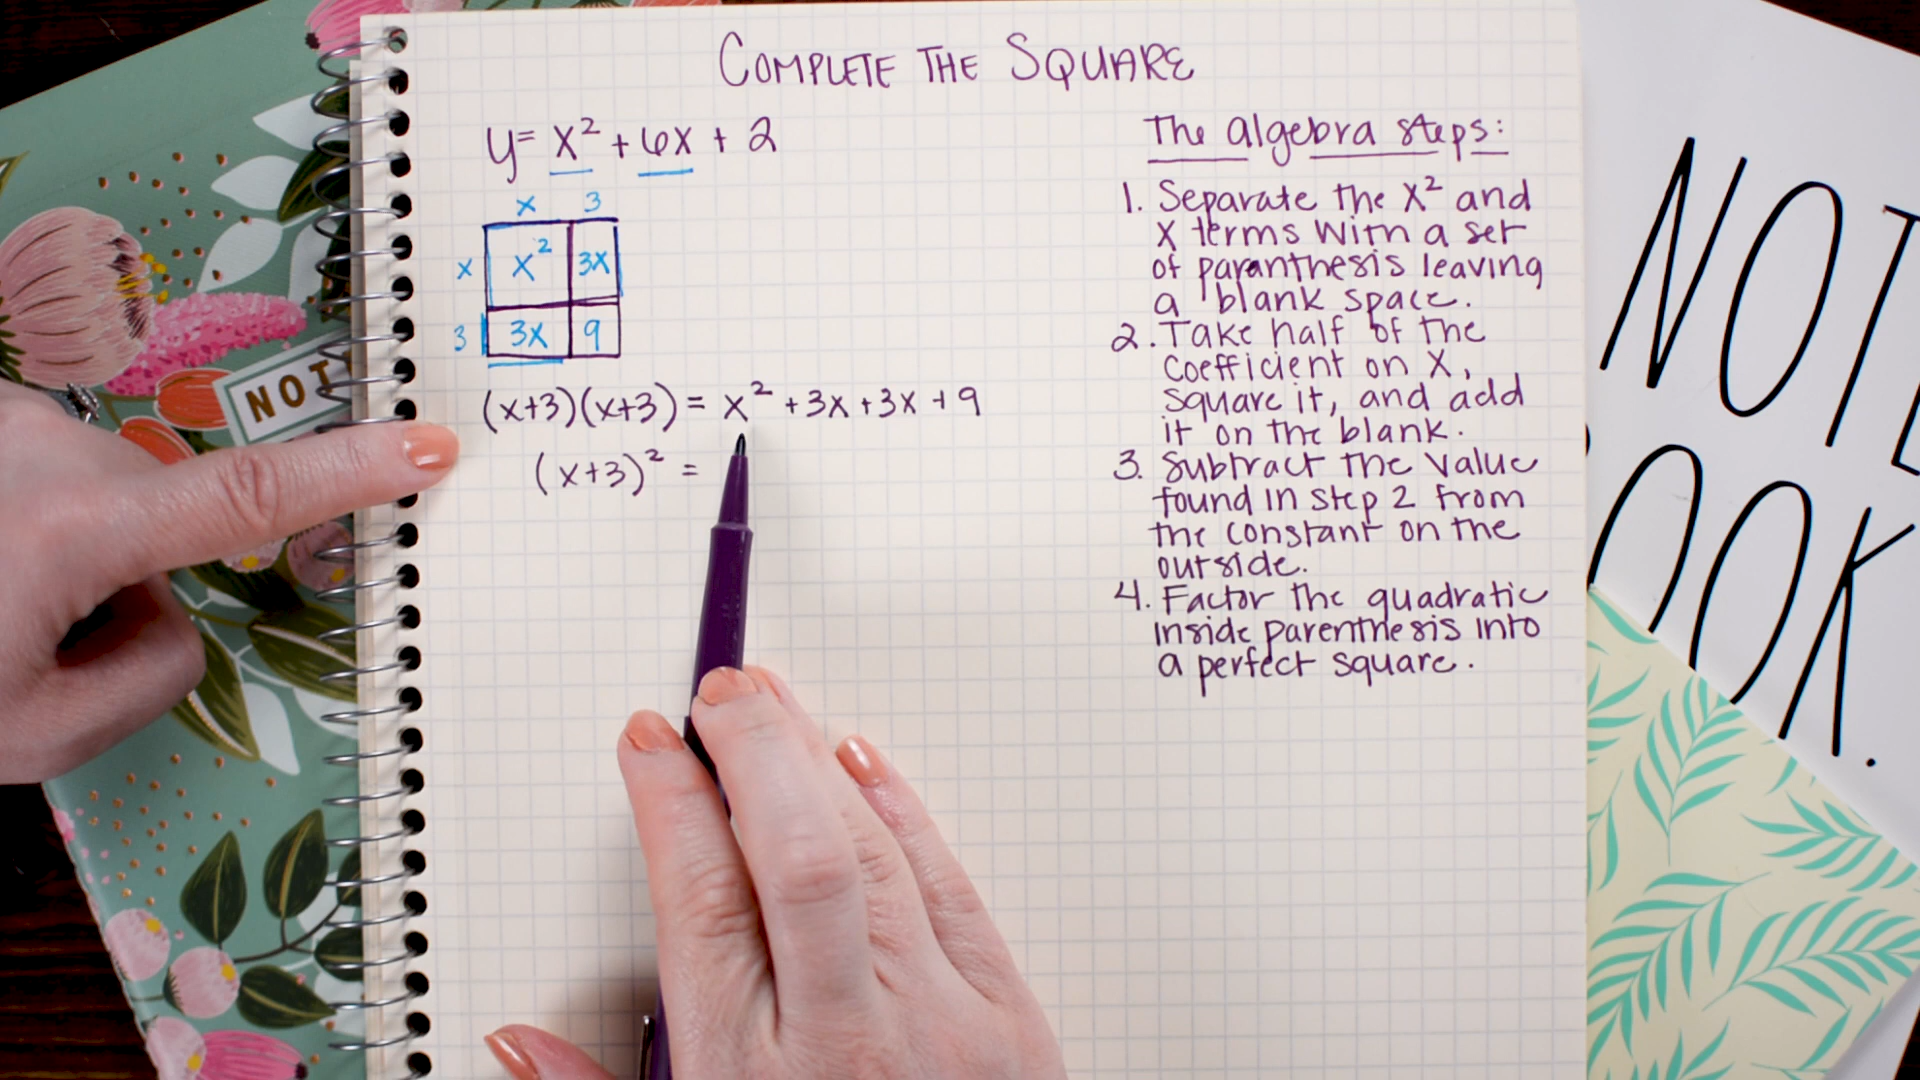 COMPLETE THE SQUARE
y= x² + 6x + 2
x 3
x x² 3x
3 3x 9
(x+3)(x+3) = x² +3x +3x +9
(x+3)² =
The algebra steps:
1. Separate the x² and
x terms with a set
of paranthesis leaving
a blank space.
2. Take half of the
coefficient on x,
square it, and add
it on the blank.
3. Subtract the value
found in step 2 from
the constant on the
outside.
4. Factor the quadratic
inside parenthesis into
a perfect square.
NOT
NOTE
OOK.